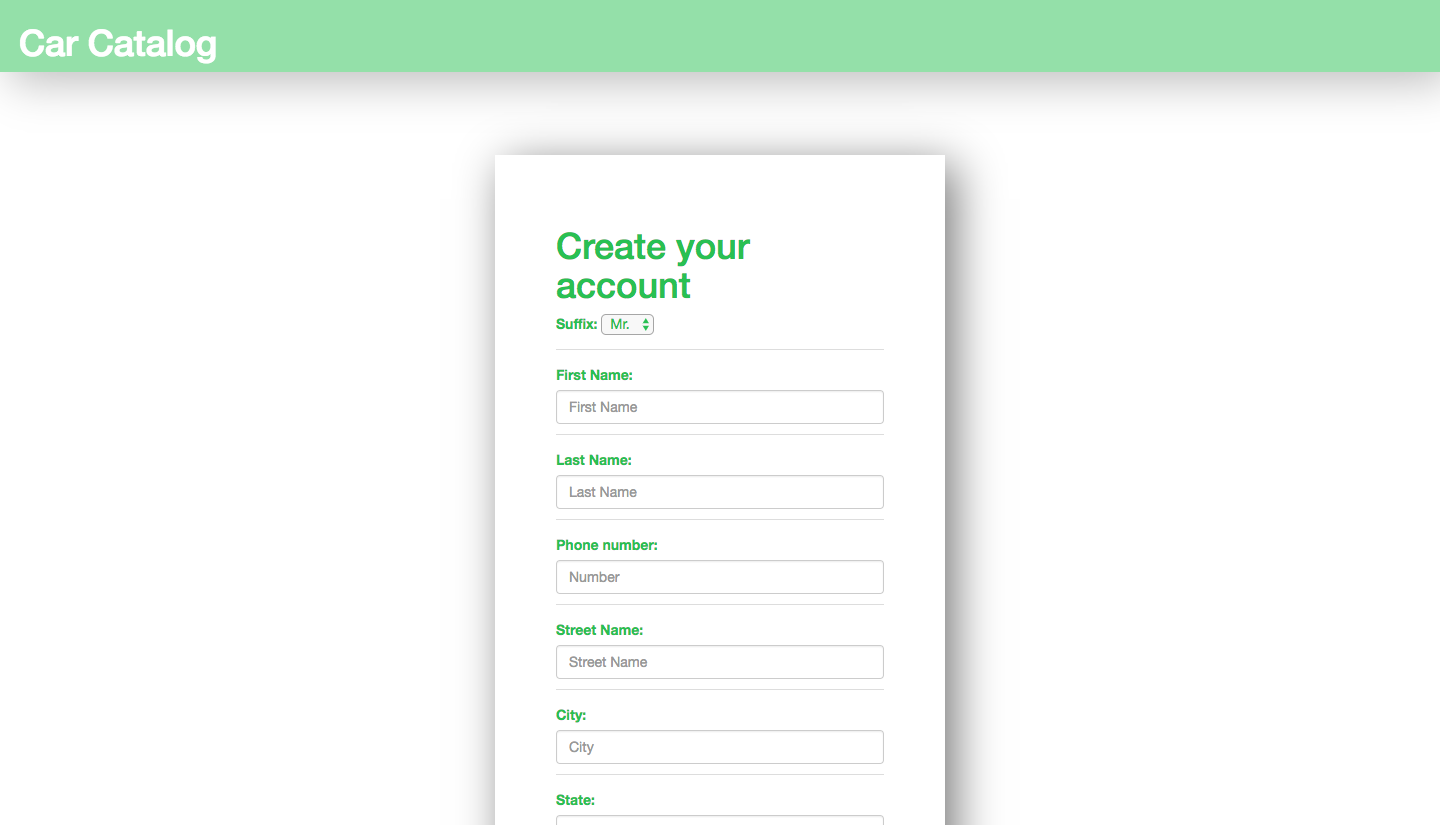 Car Catalog
Create your
account
Suffix: Mr.
First Name:
First Name
Last Name:
Last Name
Phone number:
Number
Street Name:
Street Name
City:
City
State: